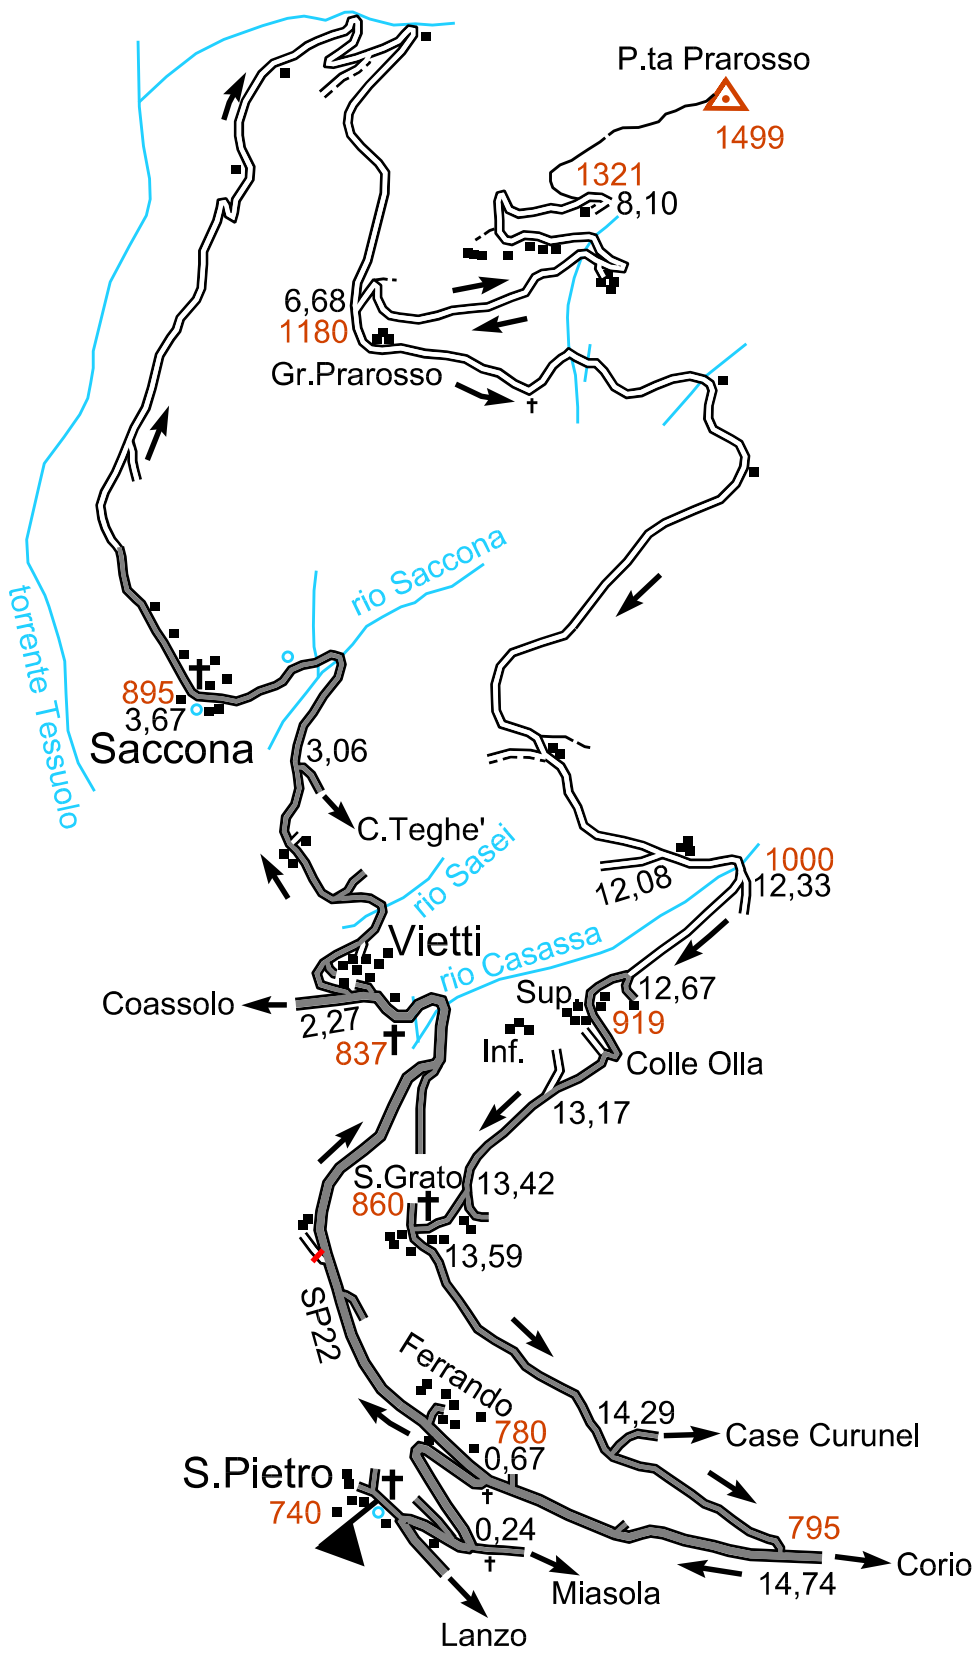 P.ta Prarosso
1499
1321
8,10
6,68
1180
Gr.Prarosso
rio Saccona
torrente Tessuolo
895
3,67
Saccona
3,06
C.Teghe'
rio Sasei
1000
12,08
12,33
Vietti
rio Casassa
Coassolo
2,27
837
Sup.
12,67
919
Inf.
Colle Olla
13,17
S.Grato
13,42
860
13,59
SP22
Ferrando
780
0,67
14,29
Case Curunel
S.Pietro
740
0,24
795
Corio
14,74
Miasola
Lanzo